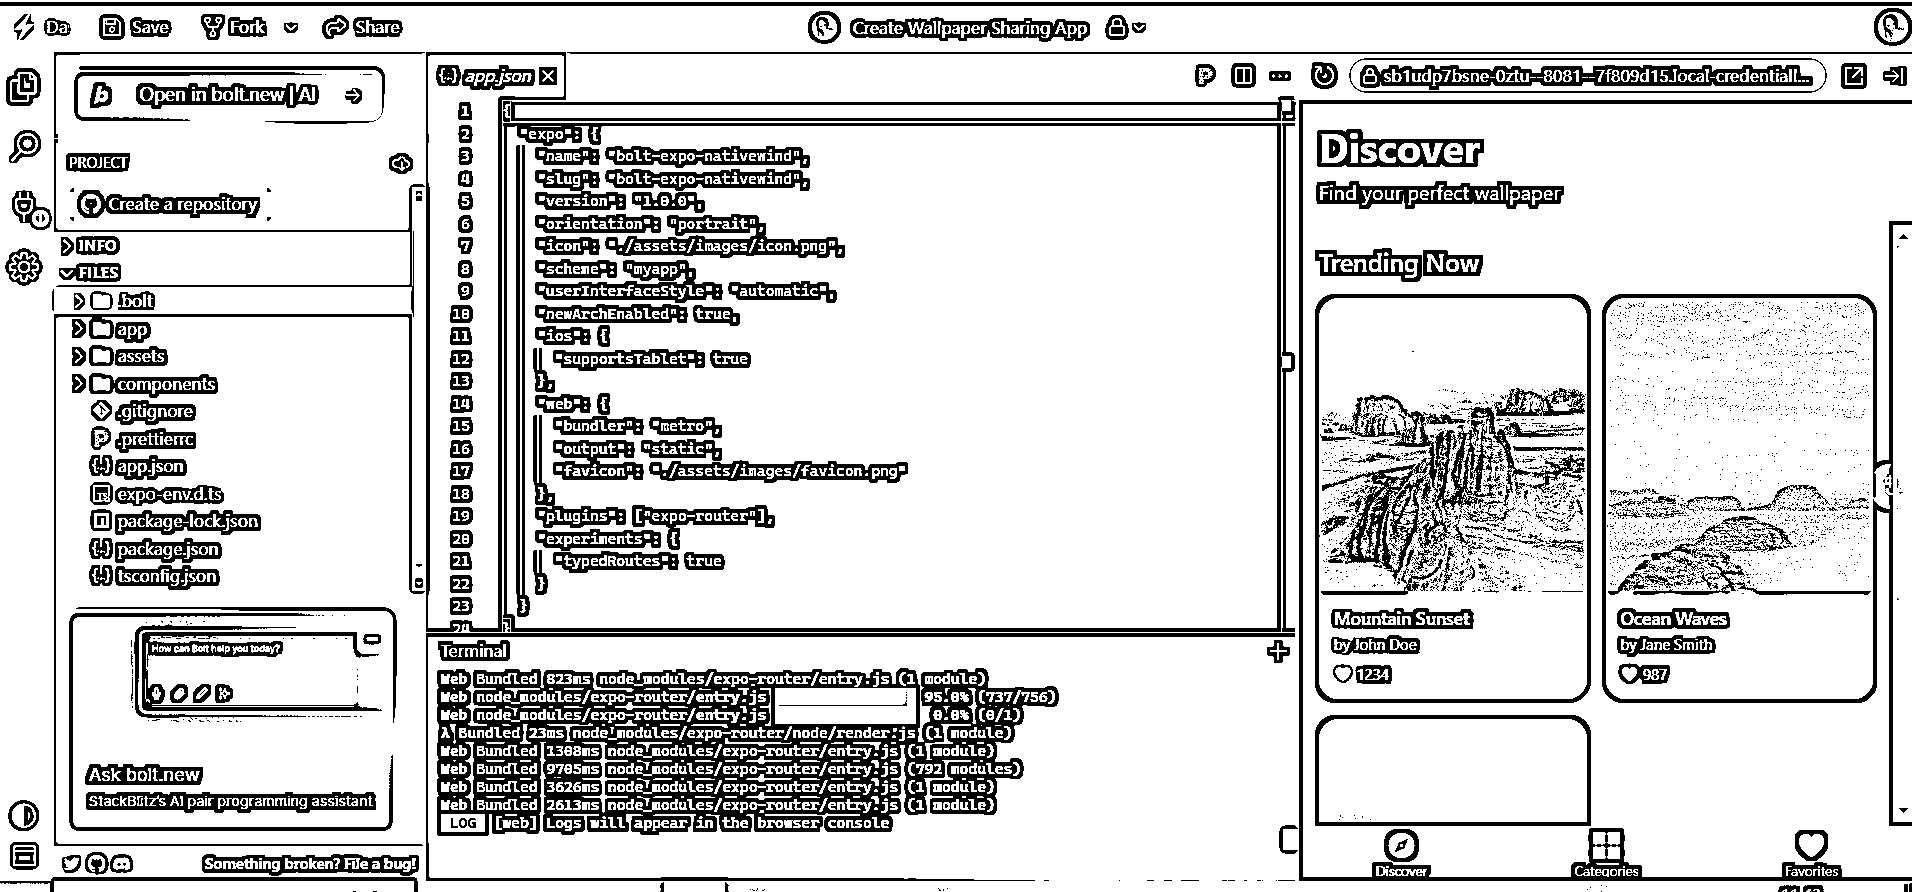 Da Save Fork Share
Create Wallpaper Sharing App
Open in bolt.new | AI
PROJECT
Create a repository
INFO
FILES
.bolt
app
assets
components
.gitignore
.prettierrc
app.json
expo-env.d.ts
package-lock.json
package.json
tsconfig.json
How can Bolt help you today?
Ask bolt.new
StackBlitz's AI pair programming assistant
Something broken? File a bug!
app.json
1 {
2 "expo": {
3 "name": "bolt-expo-nativewind",
4 "slug": "bolt-expo-nativewind",
5 "version": "1.0.0",
6 "orientation": "portrait",
7 "icon": "./assets/images/icon.png",
8 "scheme": "myapp",
9 "userInterfaceStyle": "automatic",
10 "newArchEnabled": true,
11 "ios": {
12 "supportsTablet": true
13 },
14 "web": {
15 "bundler": "metro",
16 "output": "static",
17 "favicon": "./assets/images/favicon.png"
18 },
19 "plugins": ["expo-router"],
20 "experiments": {
21 "typedRoutes": true
22 }
23 }
24 }
Terminal
Web Bundled 823ms node_modules/expo-router/entry.js (1 module)
Web node_modules/expo-router/entry.js 95.0% (737/756)
Web node_modules/expo-router/entry.js 0.0% (0/1)
λ Bundled 23ms node_modules/expo-router/node/render.js (1 module)
Web Bundled 1308ms node_modules/expo-router/entry.js (1 module)
Web Bundled 9705ms node_modules/expo-router/entry.js (792 modules)
Web Bundled 3626ms node_modules/expo-router/entry.js (1 module)
Web Bundled 2613ms node_modules/expo-router/entry.js (1 module)
LOG [web] Logs will appear in the browser console
sb1udp7bsne-0ztu--8081--7f809d15.local-credentiall...
Discover
Find your perfect wallpaper
Trending Now
Mountain Sunset
by John Doe
1234
Ocean Waves
by Jane Smith
987
Discover
Categories
Favorites